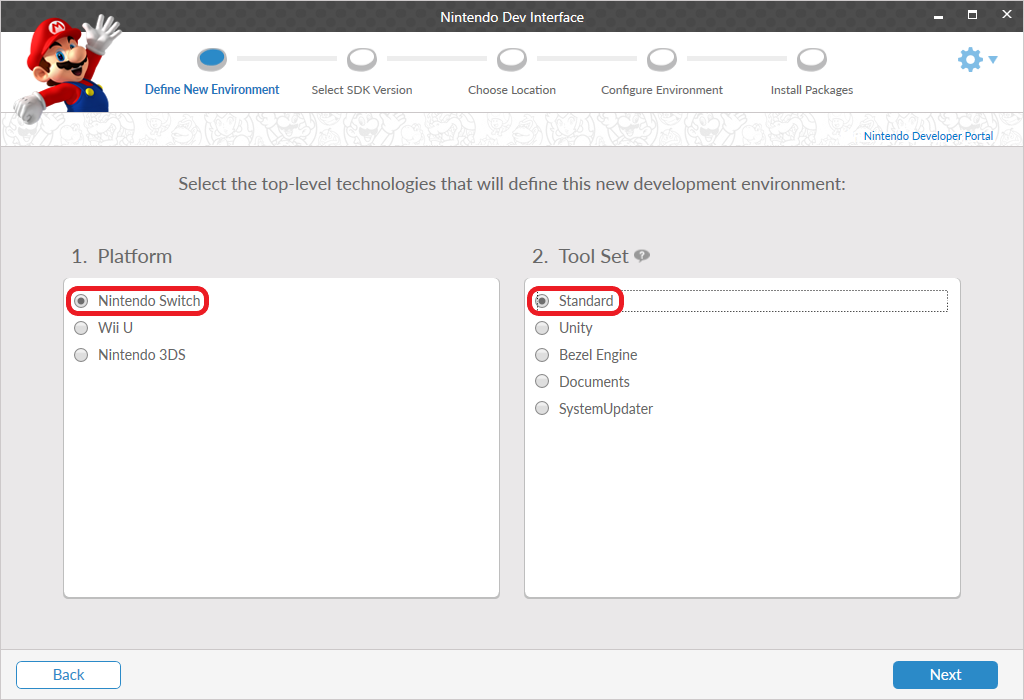 Nintendo Dev Interface
Define New Environment
Select SDK Version
Choose Location
Configure Environment
Install Packages
Nintendo Developer Portal
Select the top-level technologies that will define this new development environment:
1. Platform
Nintendo Switch
Wii U
Nintendo 3DS
2. Tool Set
Standard
Unity
Bezel Engine
Documents
SystemUpdater
Back
Next